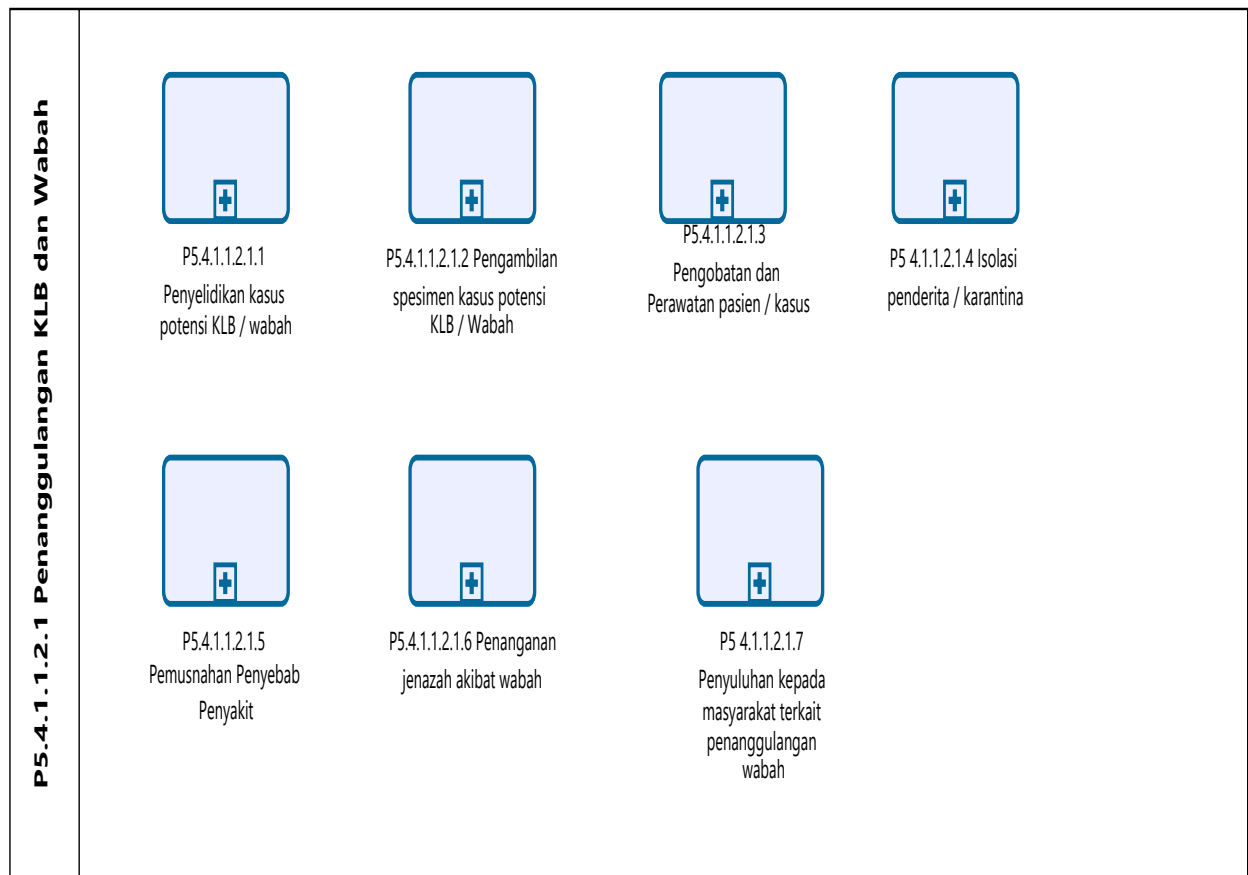 P5.4.1.1.2.1 Penanggulangan KLB dan Wabah
P5.4.1.1.2.1.1
Penyelidikan kasus
potensi KLB / wabah
P5.4.1.1.2.1.2 Pengambilan
spesimen kasus potensi
KLB / Wabah
P5.4.1.1.2.1.3
Pengobatan dan
Perawatan pasien / kasus
P5 4.1.1.2.1.4 Isolasi
penderita / karantina
P5.4.1.1.2.1.5
Pemusnahan Penyebab
Penyakit
P5.4.1.1.2.1.6 Penanganan
jenazah akibat wabah
P5 4.1.1.2.1.7
Penyuluhan kepada
masyarakat terkait
penanggulangan
wabah